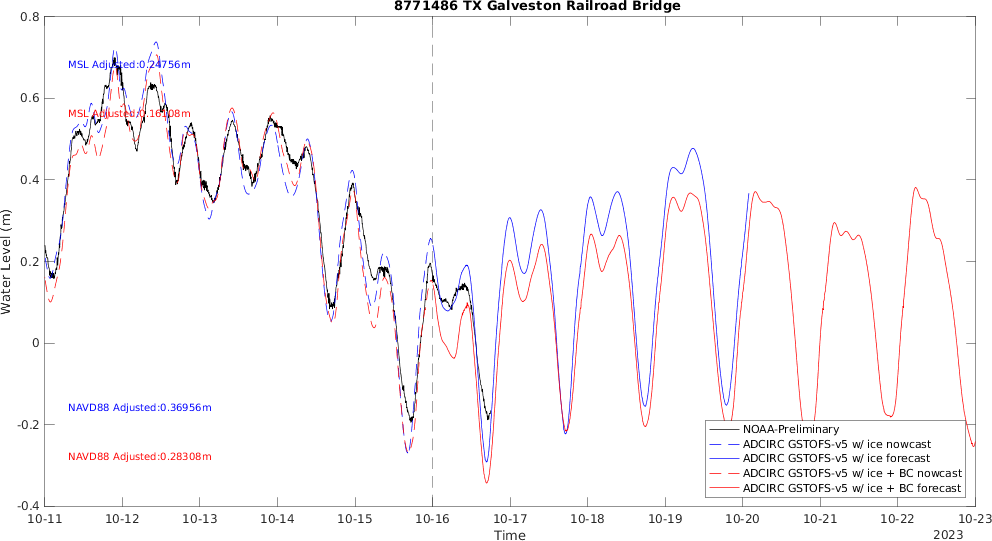 8771486 TX Galveston Railroad Bridge
0.8
0.6
0.4
0.2
0
-0.2
-0.4
Water Level (m)
MSL Adjusted:0.24756m
MSL Adjusted:0.16108m
NAVD88 Adjusted:0.36956m
NAVD88 Adjusted:0.28308m
NOAA-Preliminary
ADCIRC GSTOFS-v5 w/ ice nowcast
ADCIRC GSTOFS-v5 w/ ice forecast
ADCIRC GSTOFS-v5 w/ ice + BC nowcast
ADCIRC GSTOFS-v5 w/ ice + BC forecast
10-11 10-12 10-13 10-14 10-15 10-16 10-17 10-18 10-19 10-20 10-21 10-22 10-23
Time
2023